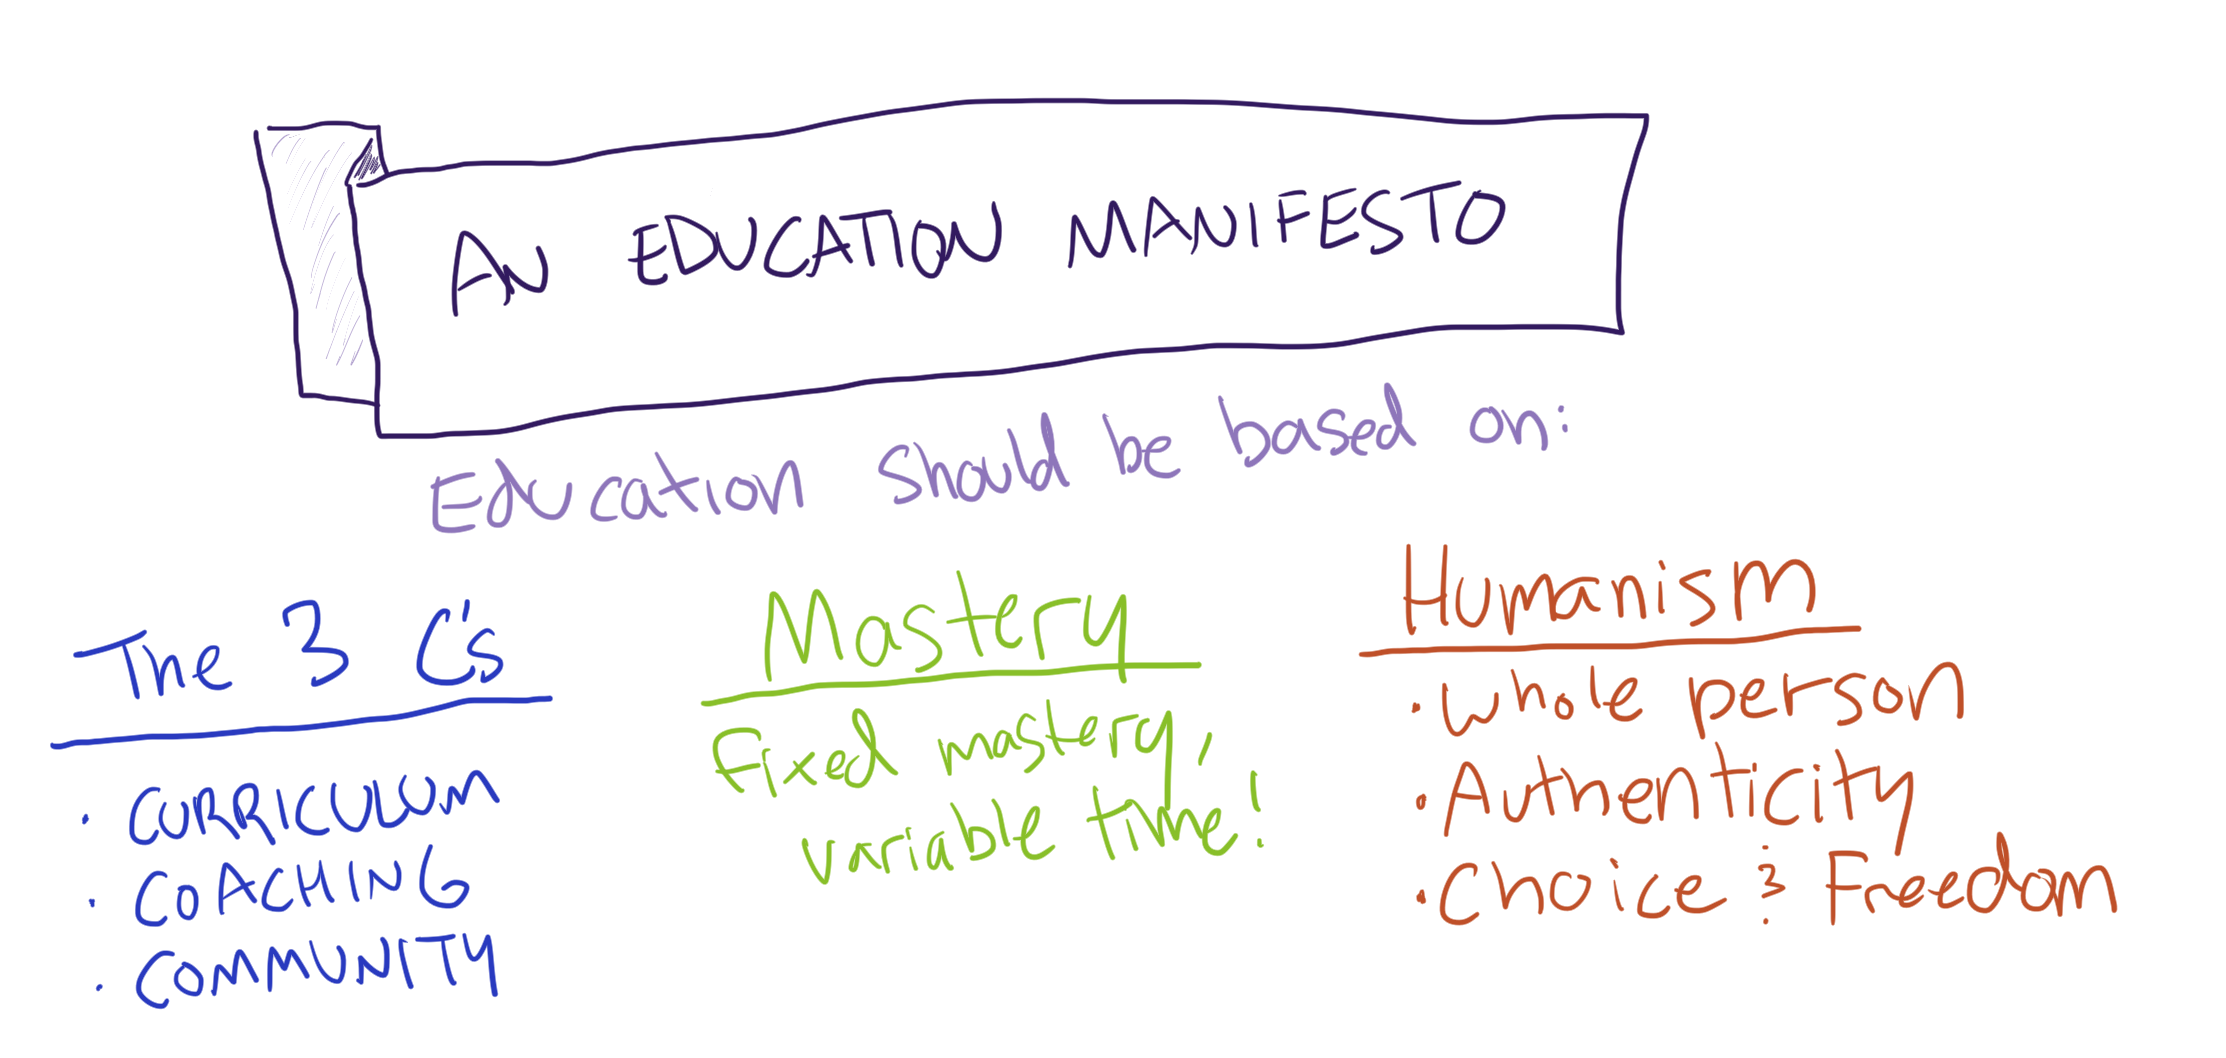 AN EDUCATION MANIFESTO
Education should be based on:
The 3 C's
· CURRICULUM
· COACHING
· COMMUNITY
Mastery
Fixed mastery,
variable time!
Humanism
· Whole person
· Authenticity
· Choice & Freedom